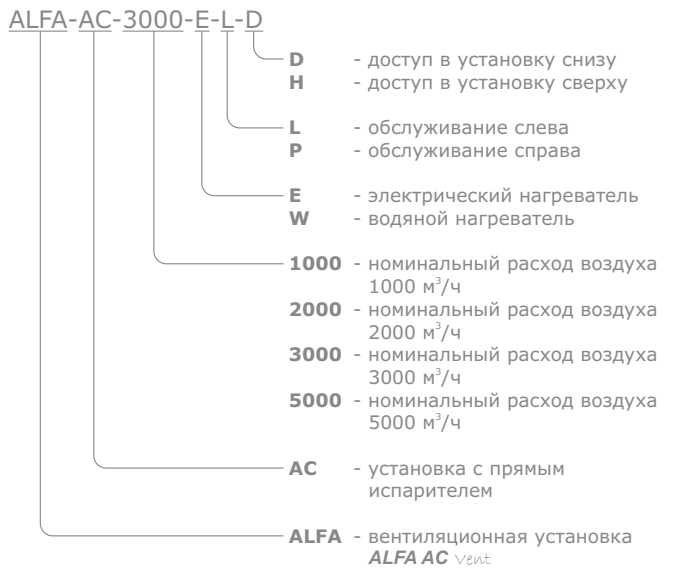 ALFA-AC-3000-E-L-D
D - доступ в установку снизу
H - доступ в установку сверху
L - обслуживание слева
P - обслуживание справа
E - электрический нагреватель
W - водяной нагреватель
1000 - номинальный расход воздуха
1000 м³/ч
2000 - номинальный расход воздуха
2000 м³/ч
3000 - номинальный расход воздуха
3000 м³/ч
5000 - номинальный расход воздуха
5000 м³/ч
AC - установка с прямым
испарителем
ALFA - вентиляционная установка
ALFA AC Vent